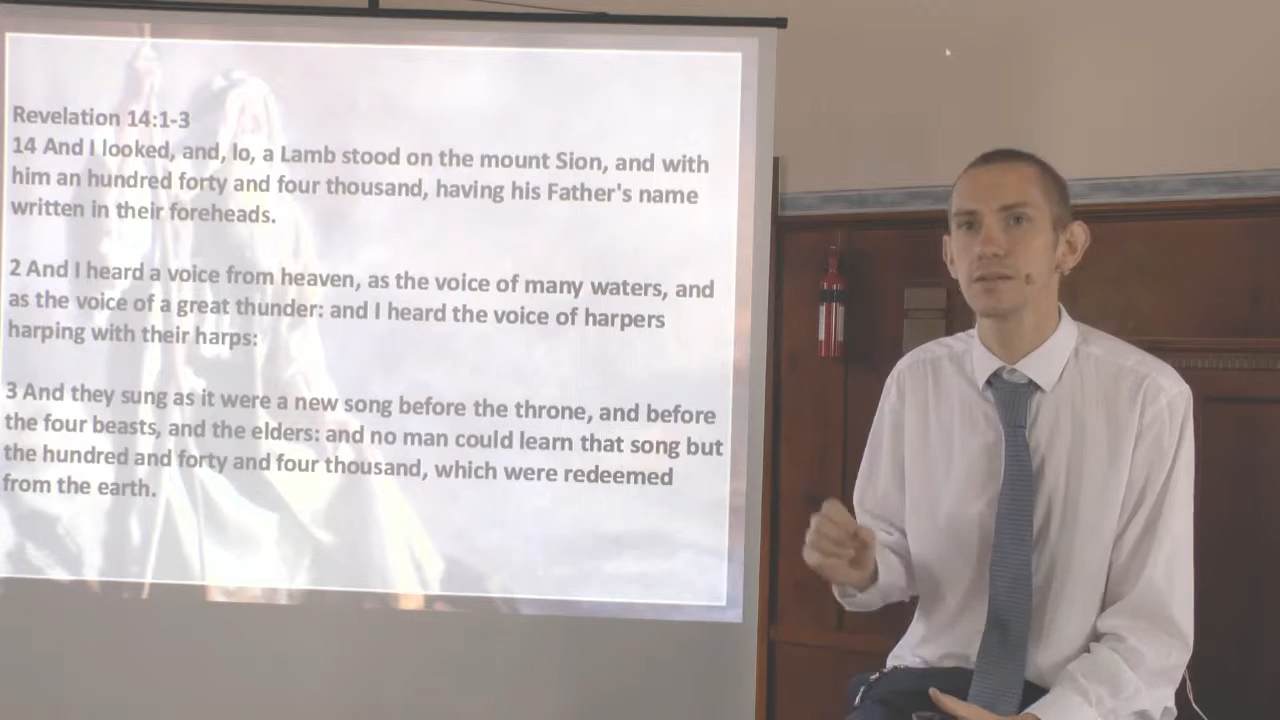 Revelation 14:1-3
14 And I looked, and, lo, a Lamb stood on the mount Sion, and with
him an hundred forty and four thousand, having his Father's name
written in their foreheads.
2 And I heard a voice from heaven, as the voice of many waters, and
as the voice of a great thunder: and I heard the voice of harpers
harping with their harps:
3 And they sung as it were a new song before the throne, and before
the four beasts, and the elders: and no man could learn that song but
the hundred and forty and four thousand, which were redeemed
from the earth.